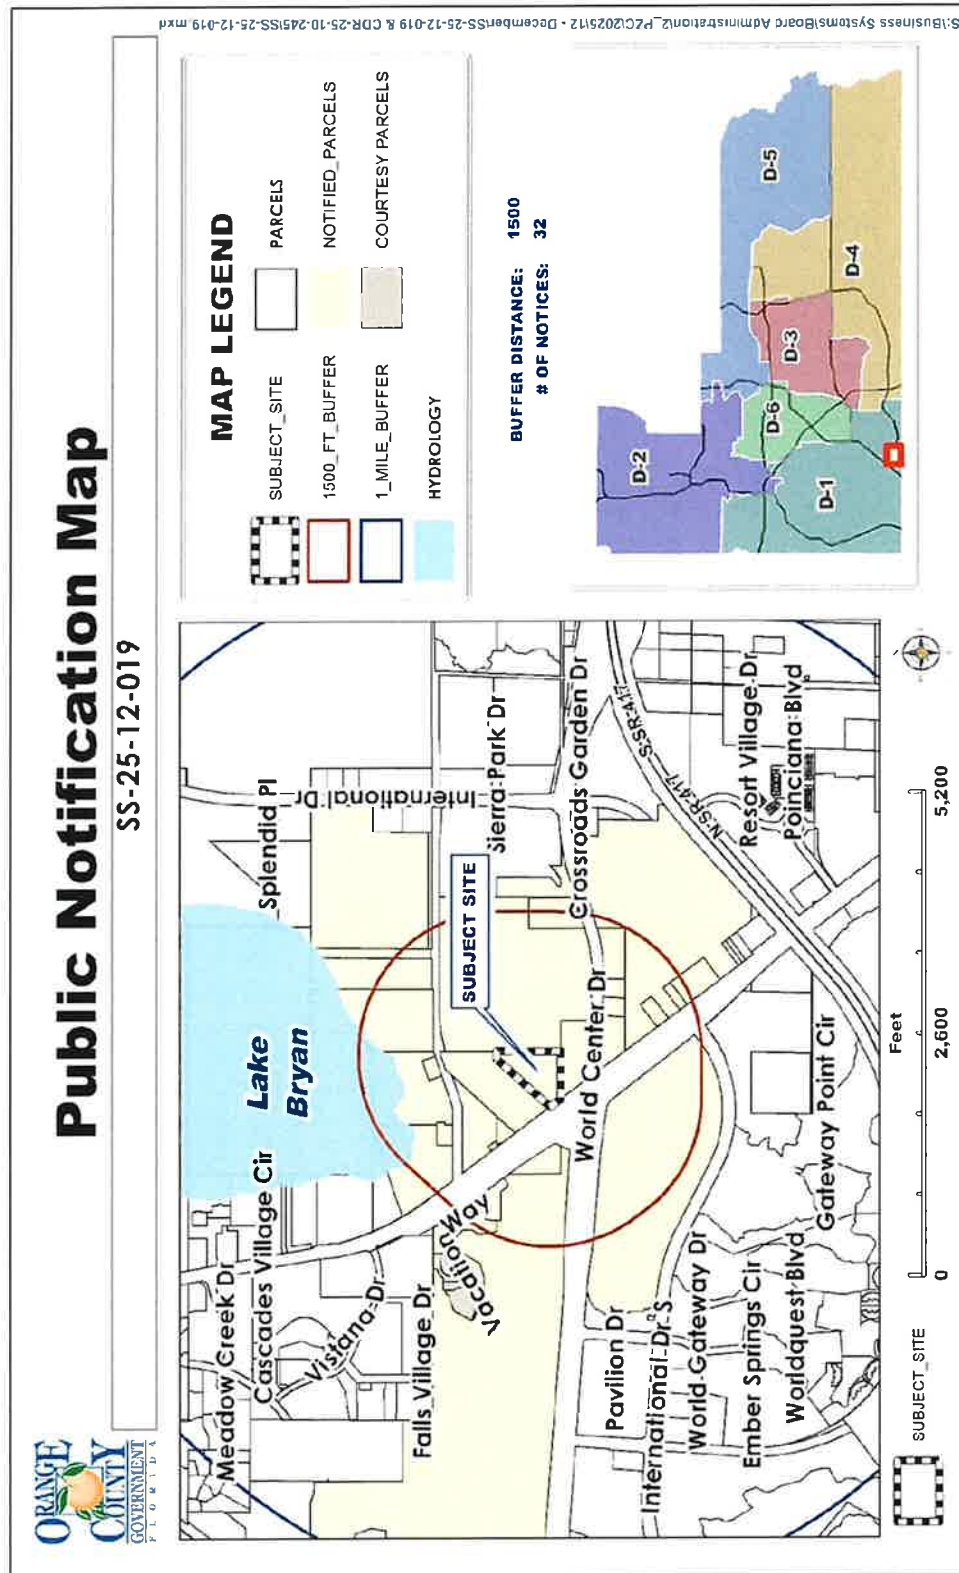 ORANGE
COUNTY
GOVERNMENT
FLORIDA
Public Notification Map
SS-25-12-019
Meadow Creek Dr
Cascades Village Cir
Vistana Dr
Falls Village Dr
Vacation Way
Lake
Bryan
Splendid Pl
International Dr
Sierra Park Dr
SUBJECT SITE
World Center Dr
Crossroads Garden Dr
S SR 417
N SR 417
Resort Village Dr
Poinciana Blvd
Pavilion Dr
International Dr S
World Gateway Dr
Ember Springs Cir
Worldquest Blvd
Gateway Point Cir
MAP LEGEND
SUBJECT_SITE
PARCELS
1500_FT_BUFFER
NOTIFIED_PARCELS
1_MILE_BUFFER
COURTESY PARCELS
HYDROLOGY
BUFFER DISTANCE: 1500
# OF NOTICES: 32
D-2
D-5
D-6
D-3
D-4
D-1
SUBJECT_SITE
Feet
0 2,600 5,200
S:\Business Systems\Board Administration\2_PZC\2025\12 - December\SS-25-12-019 & CDR-25-10-245\SS-25-12-019.mxd